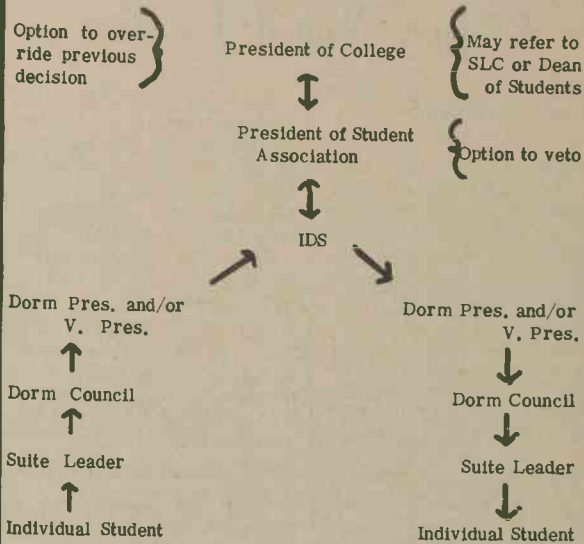 Option to over-
ride previous
decision
President of College
May refer to
SLC or Dean
of Students
President of Student
Association
Option to veto
IDS
Dorm Pres. and/or
V. Pres.
Dorm Council
Suite Leader
Individual Student
Dorm Pres. and/or
V. Pres.
Dorm Council
Suite Leader
Individual Student